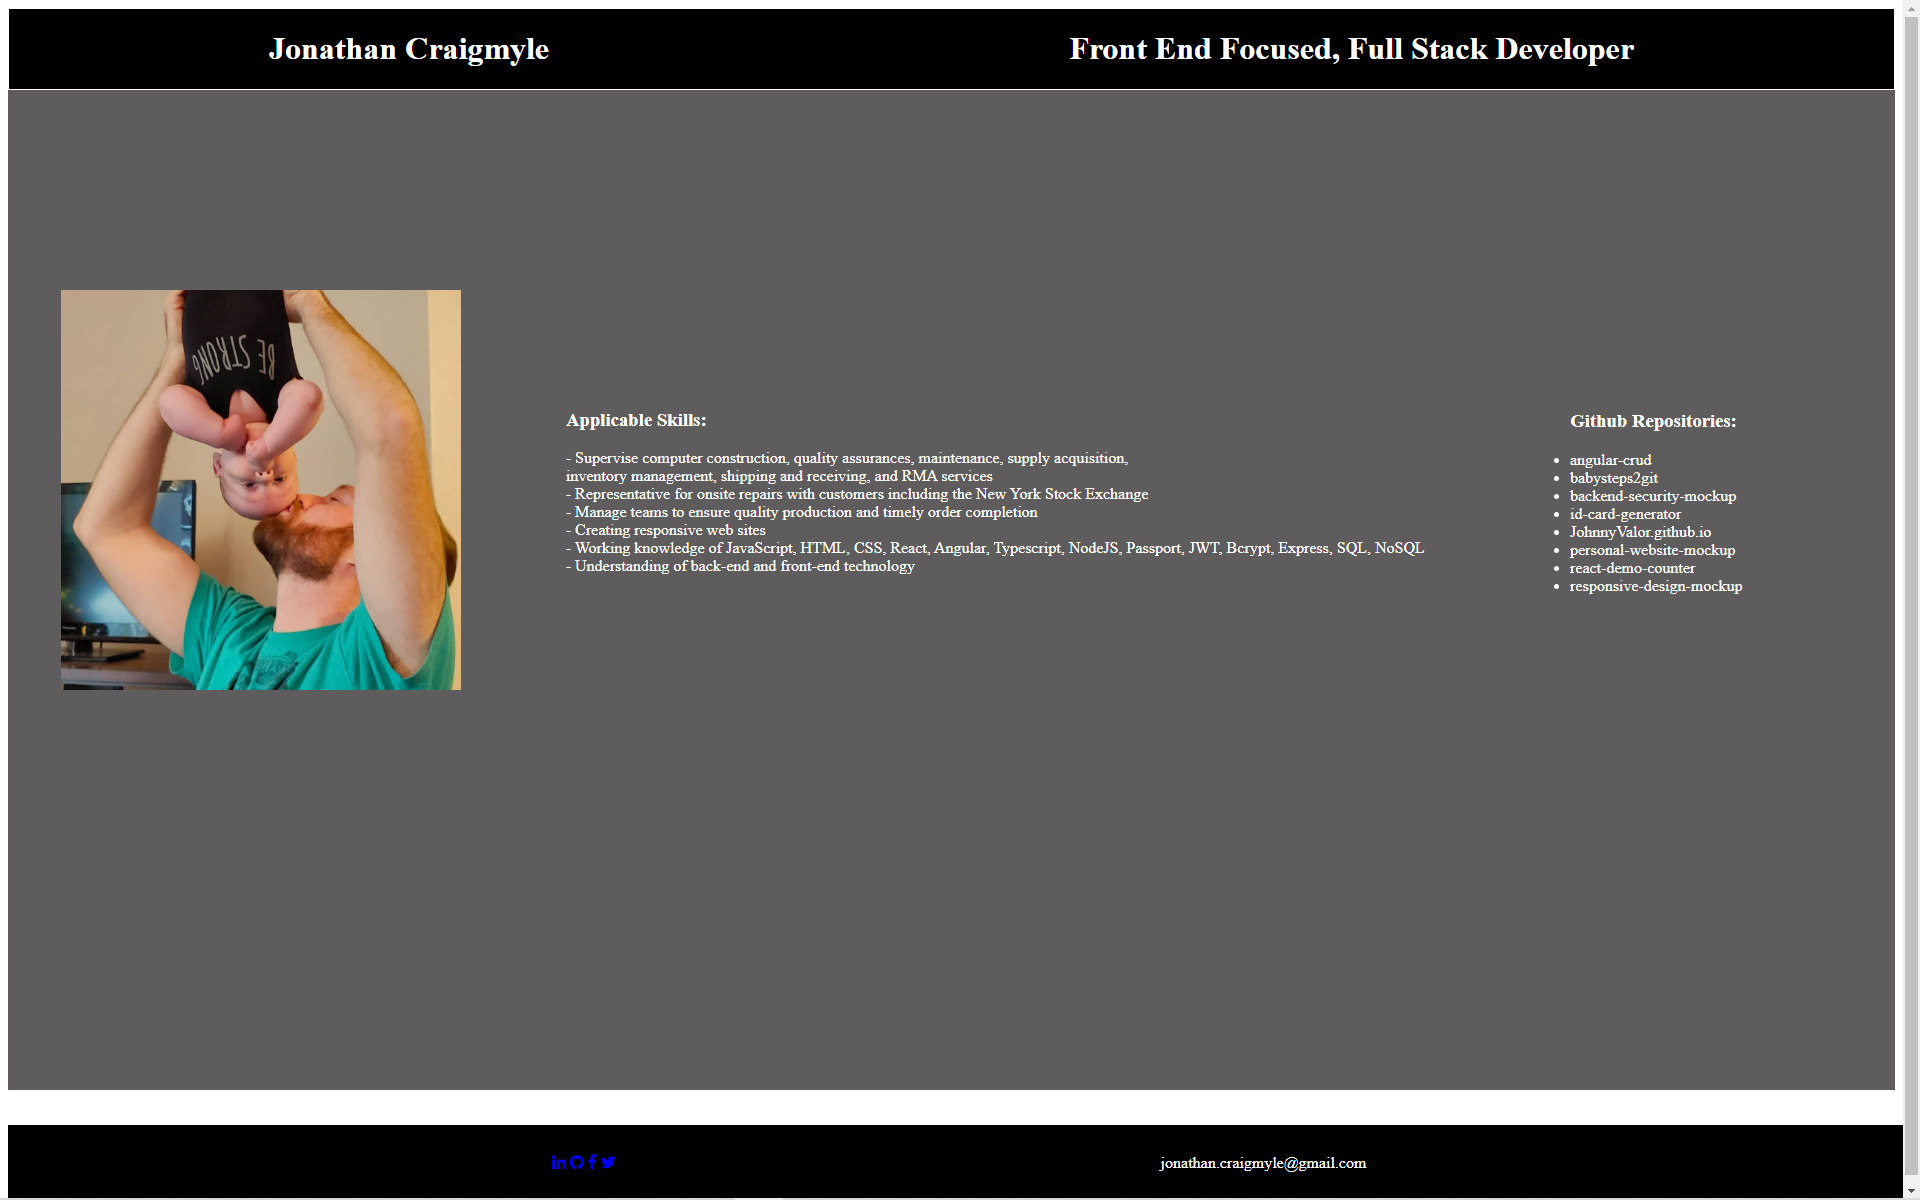 Jonathan Craigmyle
Front End Focused, Full Stack Developer
BE STRONG
Applicable Skills:
- Supervise computer construction, quality assurances, maintenance, supply acquisition,
inventory management, shipping and receiving, and RMA services
- Representative for onsite repairs with customers including the New York Stock Exchange
- Manage teams to ensure quality production and timely order completion
- Creating responsive web sites
- Working knowledge of JavaScript, HTML, CSS, React, Angular, Typescript, NodeJS, Passport, JWT, Bcrypt, Express, SQL, NoSQL
- Understanding of back-end and front-end technology
Github Repositories:
angular-crud
babysteps2git
backend-security-mockup
id-card-generator
JohnnyValor.github.io
personal-website-mockup
react-demo-counter
responsive-design-mockup
jonathan.craigmyle@gmail.com